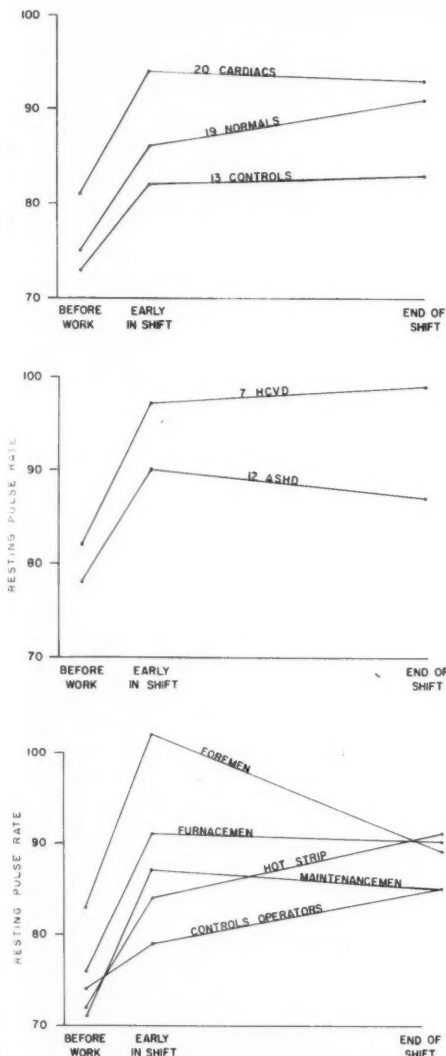 100
20 CARDIACS
90
19 NORMALS
13 CONTROLS
80
70
BEFORE WORK
EARLY IN SHIFT
END OF SHIFT
100
7 HCVD
90
12 ASHD
RESTING PULSE RATE
80
70
BEFORE WORK
EARLY IN SHIFT
END OF SHIFT
100
FOREMEN
FURNACEMEN
90
HOT STRIP
MAINTENANCEMEN
RESTING PULSE RATE
80
CONTROLS OPERATORS
70
BEFORE WORK
EARLY IN SHIFT
END OF SHIFT